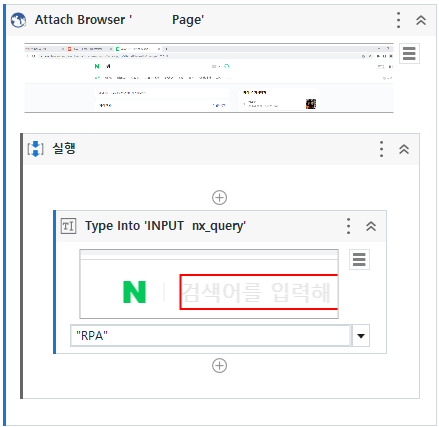 Attach Browser ' Page'
실행
Type Into 'INPUT nx_query'
N
검색어를 입력해
"RPA"